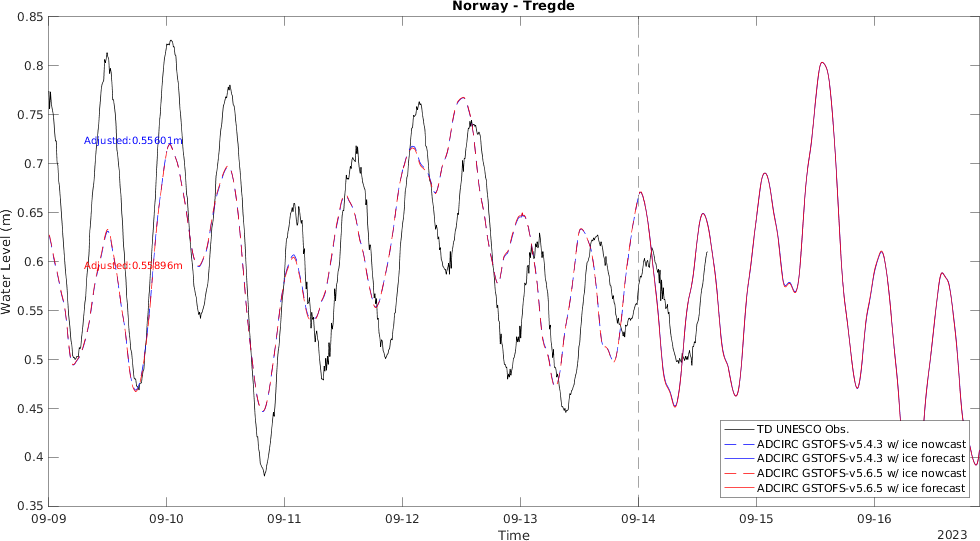 Norway - Tregde
0.85
0.8
0.75
0.7
0.65
0.6
0.55
0.5
0.45
0.4
0.35
Water Level (m)
Adjusted:0.55601m
Adjusted:0.55896m
TD UNESCO Obs.
ADCIRC GSTOFS-v5.4.3 w/ ice nowcast
ADCIRC GSTOFS-v5.4.3 w/ ice forecast
ADCIRC GSTOFS-v5.6.5 w/ ice nowcast
ADCIRC GSTOFS-v5.6.5 w/ ice forecast
09-09 09-10 09-11 09-12 09-13 09-14 09-15 09-16
Time
2023